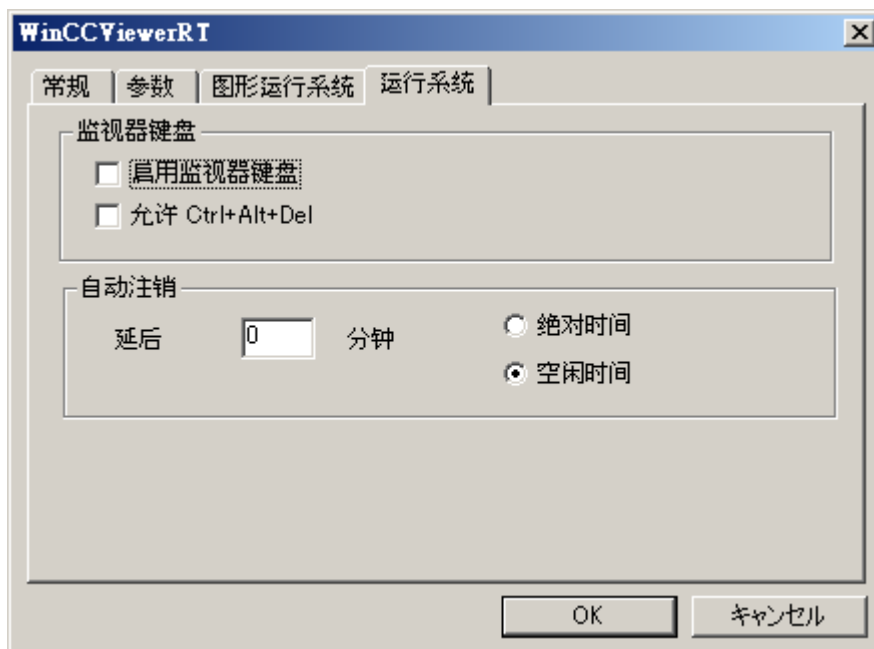 WinCCViewerRT
常规 参数 图形运行系统 运行系统
监视器键盘
启用监视器键盘
允许 Ctrl+Alt+Del
自动注销
延后 0 分钟 绝对时间
空闲时间
OK キャンセル